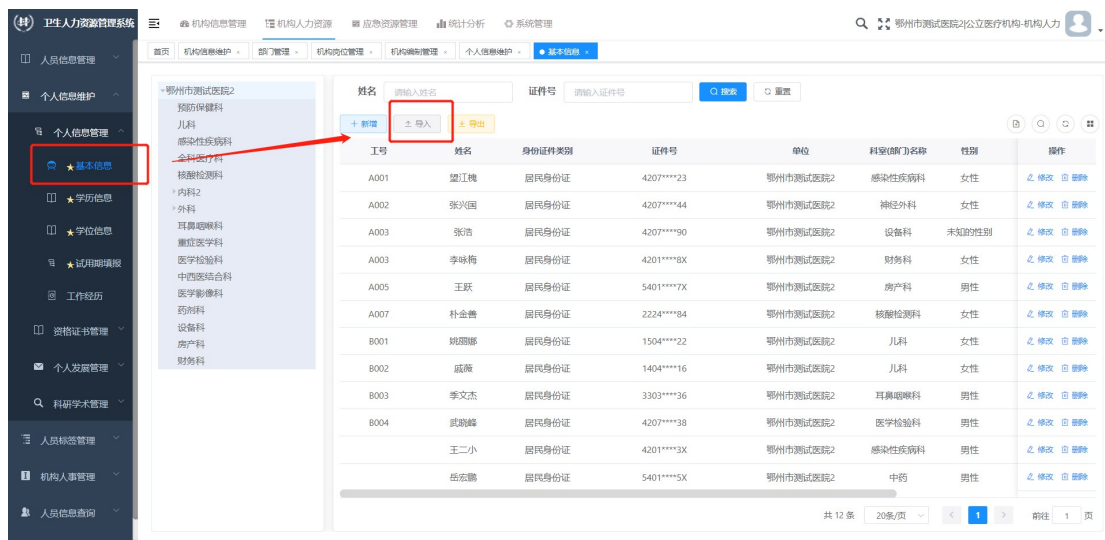 卫生人力资源管理系统 机构信息管理 机构人力资源 应急资源管理 统计分析 系统管理 鄂州市测试医院2|公立医疗机构-机构人力
首页 机构信息维护 × 部门管理 × 机构岗位管理 × 机构编制管理 × 个人信息维护 × 基本信息 ×
人员信息管理
个人信息维护
个人信息管理
★基本信息
★学历信息
★学位信息
★试用期填报
工作经历
资格证书管理
个人发展管理
科研学术管理
人员标签管理
机构人事管理
人员信息查询
鄂州市测试医院2
预防保健科
儿科
感染性疾病科
全科医疗科
核酸检测科
内科2
外科
耳鼻咽喉科
重症医学科
医学检验科
中西医结合科
医学影像科
药剂科
设备科
房产科
财务科
姓名 请输入姓名 证件号 请输入证件号 搜索 重置
+ 新增 导入 导出
工号 姓名 身份证件类别 证件号 单位 科室(部门)名称 性别 操作
A001 望江槐 居民身份证 4207****23 鄂州市测试医院2 感染性疾病科 女性 修改 删除
A002 张兴国 居民身份证 4207****44 鄂州市测试医院2 神经外科 女性 修改 删除
A003 张浩 居民身份证 4207****90 鄂州市测试医院2 设备科 未知的性别 修改 删除
A003 李咏梅 居民身份证 4201****8X 鄂州市测试医院2 财务科 女性 修改 删除
A005 王跃 居民身份证 5401****7X 鄂州市测试医院2 房产科 男性 修改 删除
A007 朴金善 居民身份证 2224****84 鄂州市测试医院2 核酸检测科 女性 修改 删除
B001 姚丽娜 居民身份证 1504****22 鄂州市测试医院2 儿科 女性 修改 删除
B002 戚薇 居民身份证 1404****16 鄂州市测试医院2 儿科 女性 修改 删除
B003 季文杰 居民身份证 3303****36 鄂州市测试医院2 耳鼻咽喉科 男性 修改 删除
B004 武晓峰 居民身份证 4207****38 鄂州市测试医院2 医学检验科 男性 修改 删除
王二小 居民身份证 4201****3X 鄂州市测试医院2 感染性疾病科 男性 修改 删除
岳宏鹏 居民身份证 5401****5X 鄂州市测试医院2 中药 男性 修改 删除
共 12 条 20条/页 < 1 > 前往 1 页